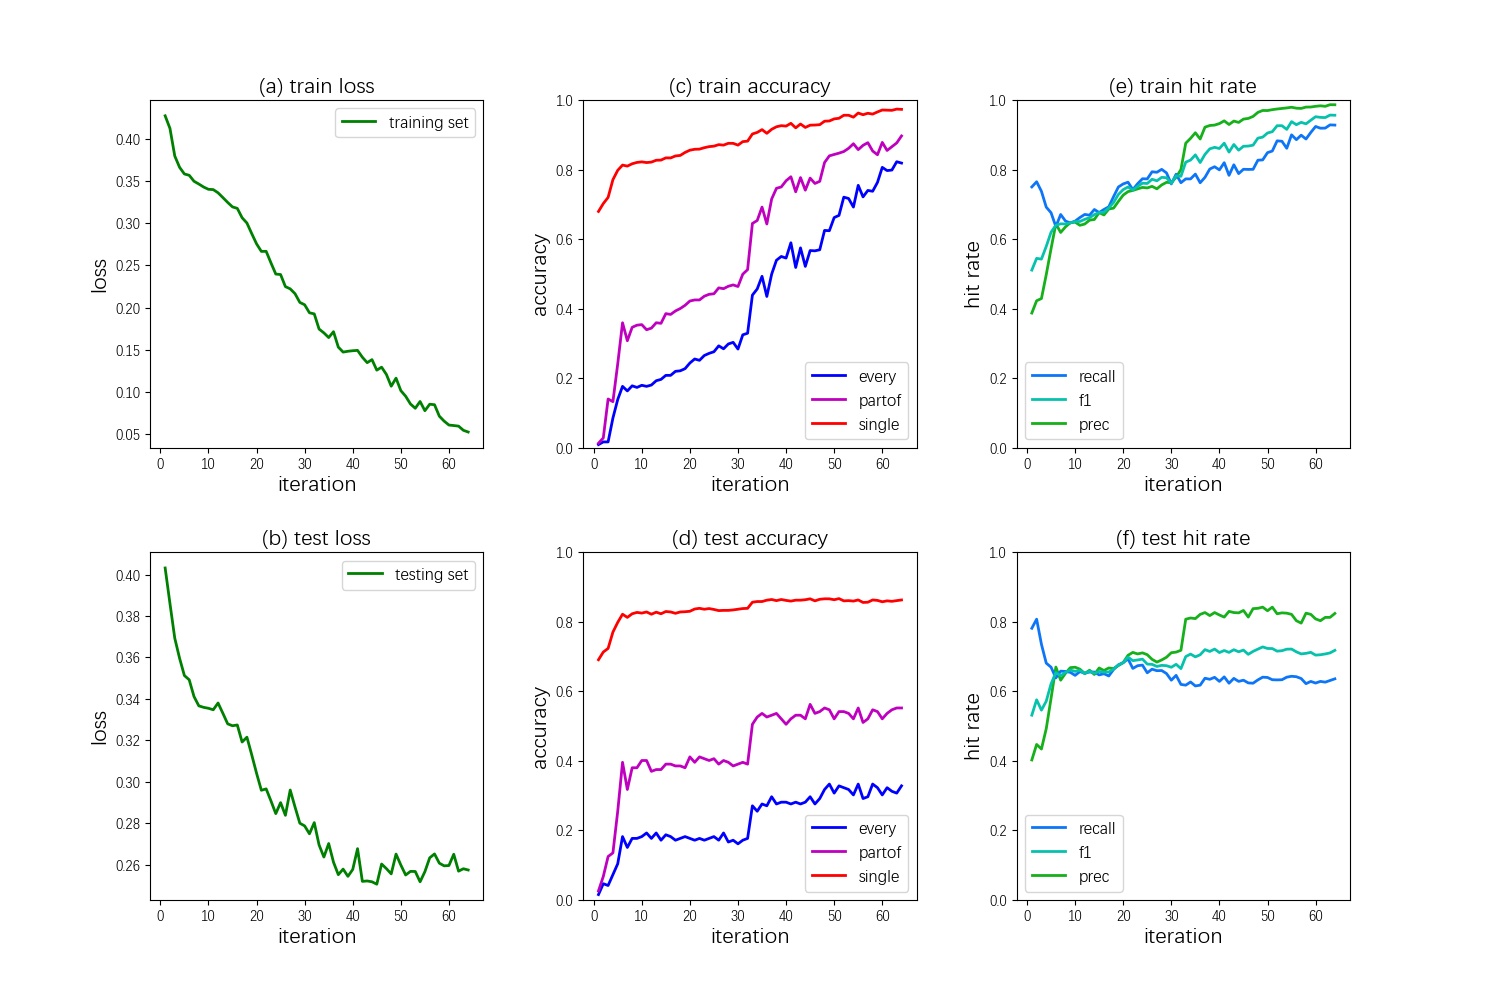 (a) train loss
training set
0.40
0.35
0.30
0.25
0.20
0.15
0.10
0.05
loss
0 10 20 30 40 50 60
iteration
(c) train accuracy
1.0
0.8
0.6
0.4
0.2
0.0
accuracy
every
partof
single
0 10 20 30 40 50 60
iteration
(e) train hit rate
1.0
0.8
0.6
0.4
0.2
0.0
hit rate
recall
f1
prec
0 10 20 30 40 50 60
iteration
(b) test loss
testing set
0.40
0.38
0.36
0.34
0.32
0.30
0.28
0.26
loss
0 10 20 30 40 50 60
iteration
(d) test accuracy
1.0
0.8
0.6
0.4
0.2
0.0
accuracy
every
partof
single
0 10 20 30 40 50 60
iteration
(f) test hit rate
1.0
0.8
0.6
0.4
0.2
0.0
hit rate
recall
f1
prec
0 10 20 30 40 50 60
iteration